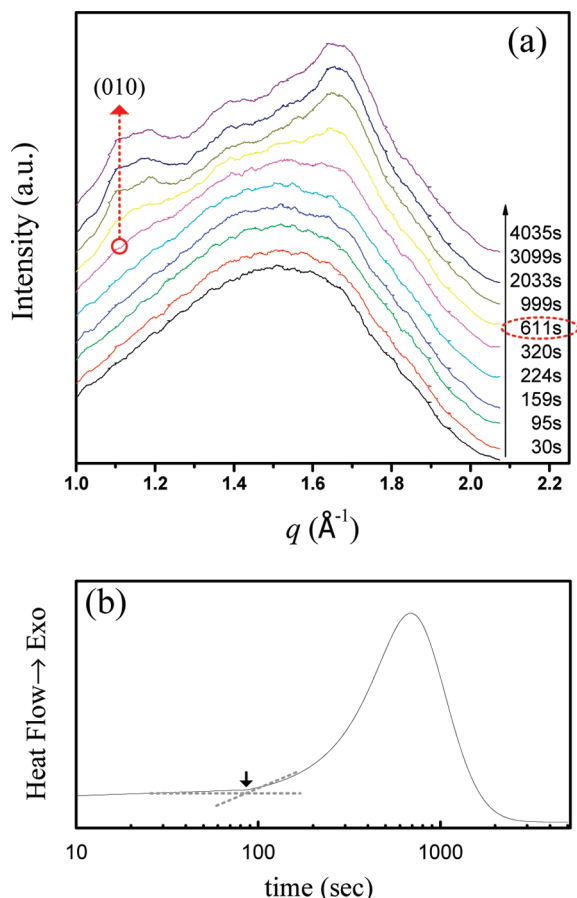 (a)
(010)
Intensity (a.u.)
4035s
3099s
2033s
999s
611s
320s
224s
159s
95s
30s
1.0 1.2 1.4 1.6 1.8 2.0 2.2
q (Å-1)
(b)
Heat Flow→ Exo
10 100 1000
time (sec)